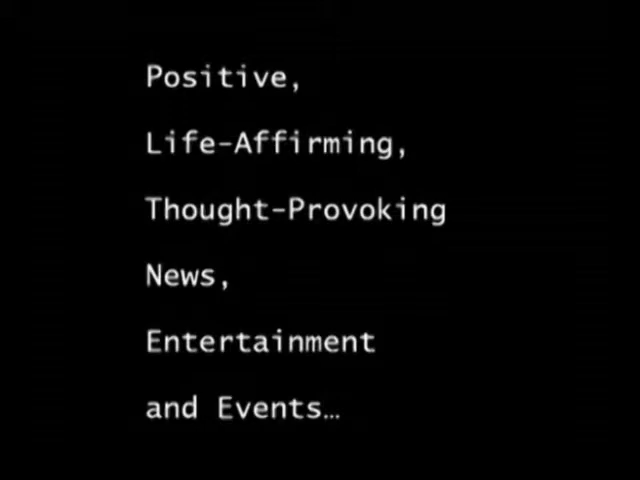 Positive,
Life-Affirming,
Thought-Provoking
News,
Entertainment
and Events…